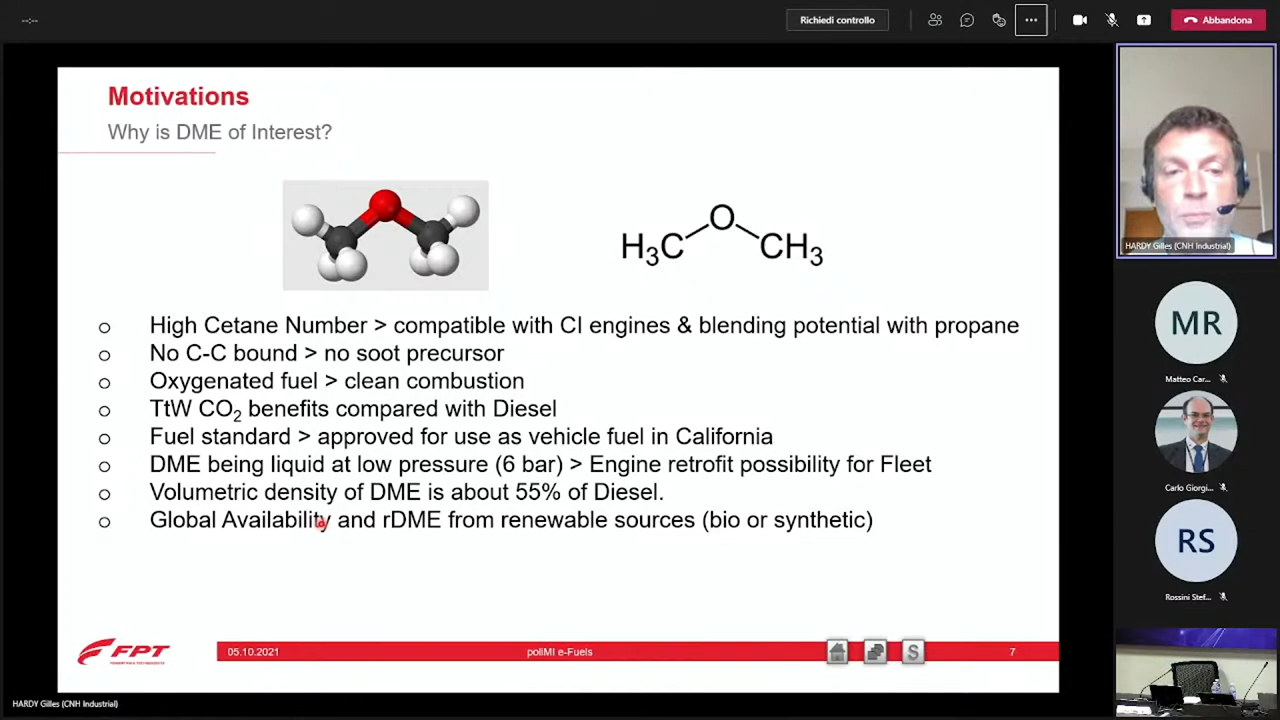 --:--
Richiedi controllo
Abbandona
Motivations
Why is DME of Interest?
H3C O CH3
o High Cetane Number > compatible with CI engines & blending potential with propane
o No C-C bound > no soot precursor
o Oxygenated fuel > clean combustion
o TtW CO2 benefits compared with Diesel
o Fuel standard > approved for use as vehicle fuel in California
o DME being liquid at low pressure (6 bar) > Engine retrofit possibility for Fleet
o Volumetric density of DME is about 55% of Diesel.
o Global Availability and rDME from renewable sources (bio or synthetic)
FPT
POWERTRAIN TECHNOLOGIES
05.10.2021
poliMI e-Fuels
S
7
HARDY Gilles (CNH Industrial)
HARDY Gilles (CNH Industrial)
MR
Matteo Car...
Carlo Giorgi...
RS
Rossini Stef...